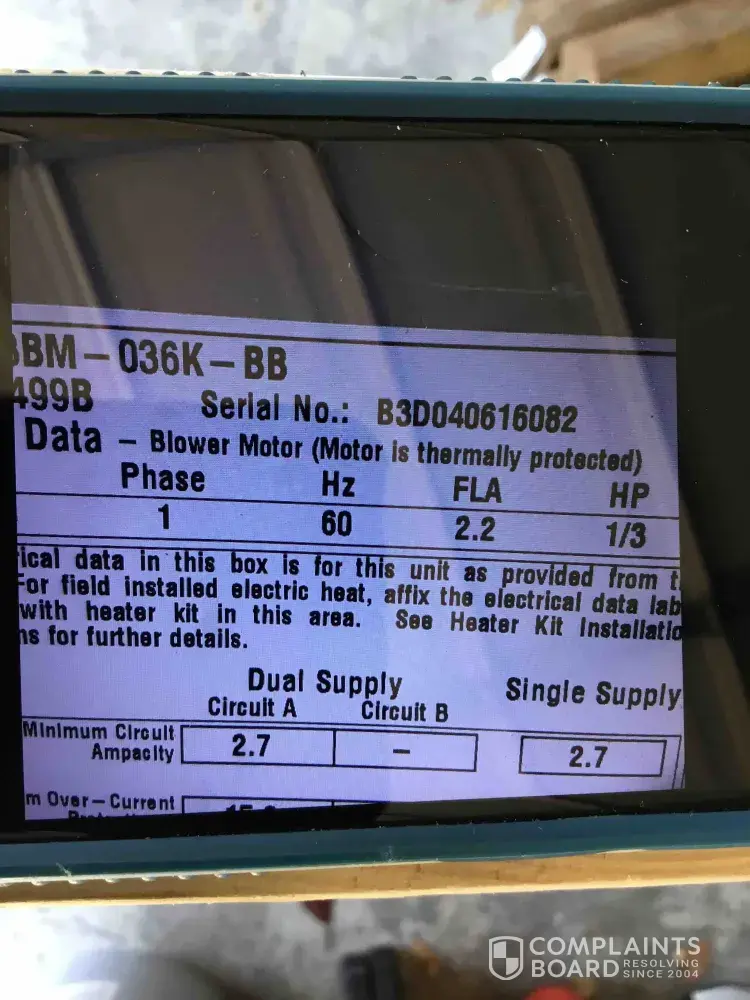 BM-036K-BB
499B Serial No.: B3D040616082
Data - Blower Motor (Motor is thermally protected)
Phase Hz FLA HP
1 60 2.2 1/3
ical data in this box is for this unit as provided from t
For field installed electric heat, affix the electrical data lab
with heater kit in this area. See Heater Kit Installatio
ns for further details.
Dual Supply Single Supply
Circuit A Circuit B
Minimum Circuit
Ampacity 2.7 - 2.7
m Over-Current
COMPLAINTS
BOARD RESOLVING
SINCE 2004